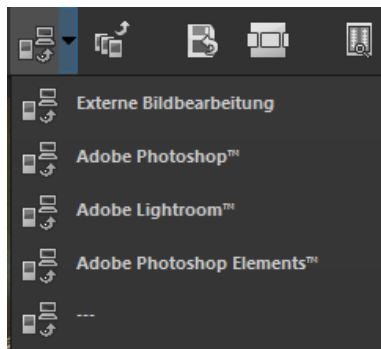 Externe Bildbearbeitung
Adobe Photoshop™
Adobe Lightroom™
Adobe Photoshop Elements™
---